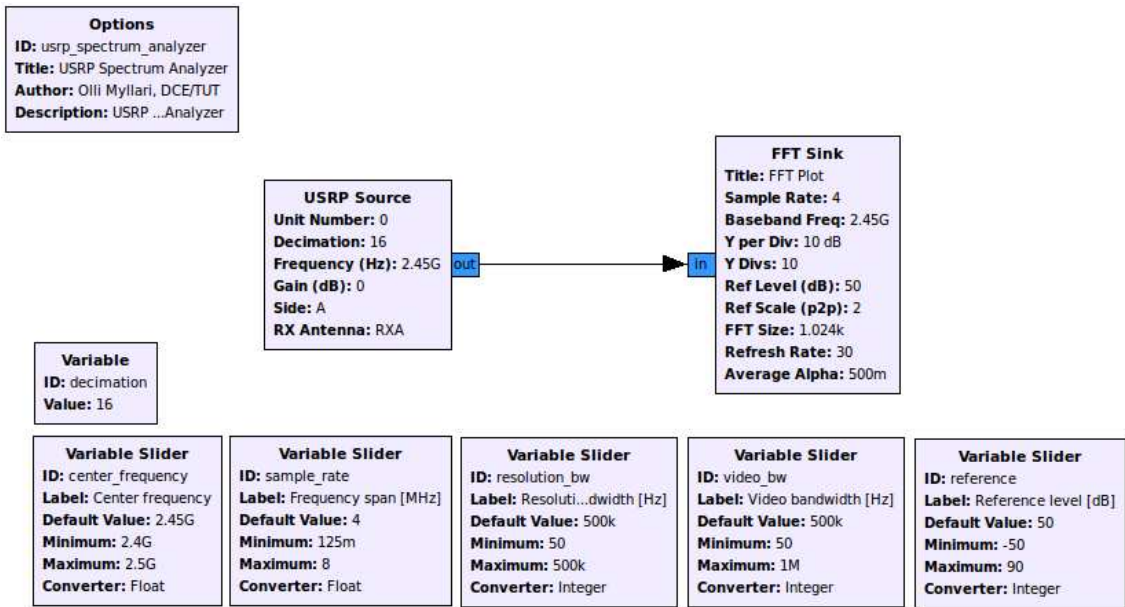 Options
ID: usrp_spectrum_analyzer
Title: USRP Spectrum Analyzer
Author: Olli Myllari, DCE/TUT
Description: USRP ...Analyzer
USRP Source
Unit Number: 0
Decimation: 16
Frequency (Hz): 2.45G
Gain (dB): 0
Side: A
RX Antenna: RXA
out
in
FFT Sink
Title: FFT Plot
Sample Rate: 4
Baseband Freq: 2.45G
Y per Div: 10 dB
Y Divs: 10
Ref Level (dB): 50
Ref Scale (p2p): 2
FFT Size: 1.024k
Refresh Rate: 30
Average Alpha: 500m
Variable
ID: decimation
Value: 16
Variable Slider
ID: center_frequency
Label: Center frequency
Default Value: 2.45G
Minimum: 2.4G
Maximum: 2.5G
Converter: Float
Variable Slider
ID: sample_rate
Label: Frequency span [MHz]
Default Value: 4
Minimum: 125m
Maximum: 8
Converter: Float
Variable Slider
ID: resolution_bw
Label: Resoluti...dwidth [Hz]
Default Value: 500k
Minimum: 50
Maximum: 500k
Converter: Integer
Variable Slider
ID: video_bw
Label: Video bandwidth [Hz]
Default Value: 500k
Minimum: 50
Maximum: 1M
Converter: Integer
Variable Slider
ID: reference
Label: Reference level [dB]
Default Value: 50
Minimum: -50
Maximum: 90
Converter: Integer